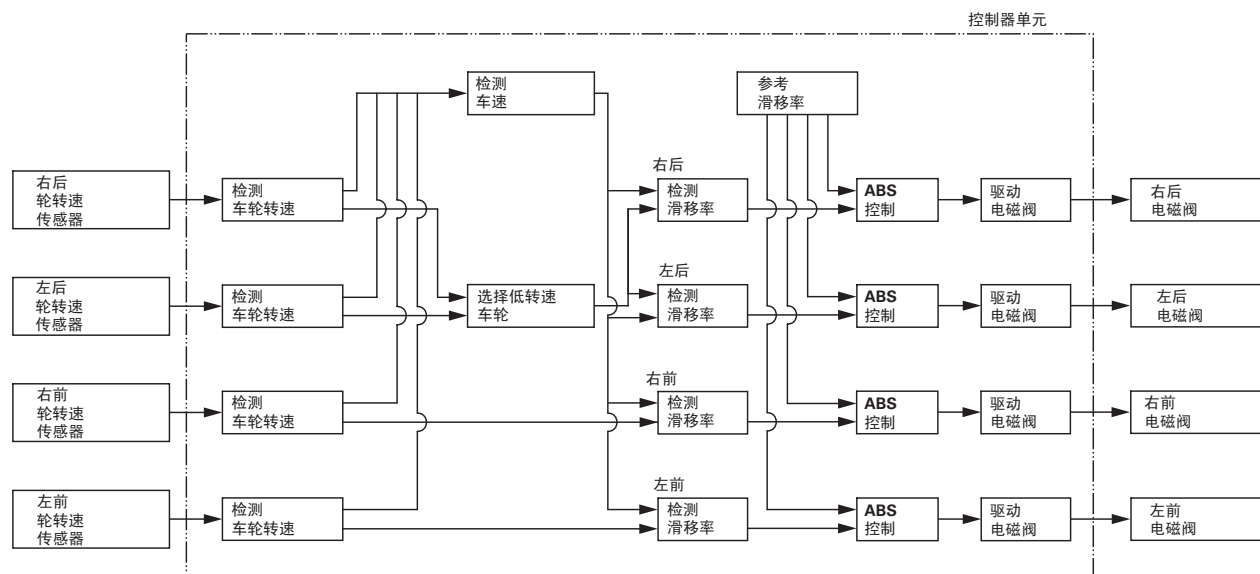 控制器单元
检测
车速
参考
滑移率
右后
轮转速
传感器
检测
车轮转速
右后
检测
滑移率
ABS
控制
驱动
电磁阀
右后
电磁阀
左后
轮转速
传感器
检测
车轮转速
选择低转速
车轮
左后
检测
滑移率
ABS
控制
驱动
电磁阀
左后
电磁阀
右前
轮转速
传感器
检测
车轮转速
右前
检测
滑移率
ABS
控制
驱动
电磁阀
右前
电磁阀
左前
轮转速
传感器
检测
车轮转速
左前
检测
滑移率
ABS
控制
驱动
电磁阀
左前
电磁阀